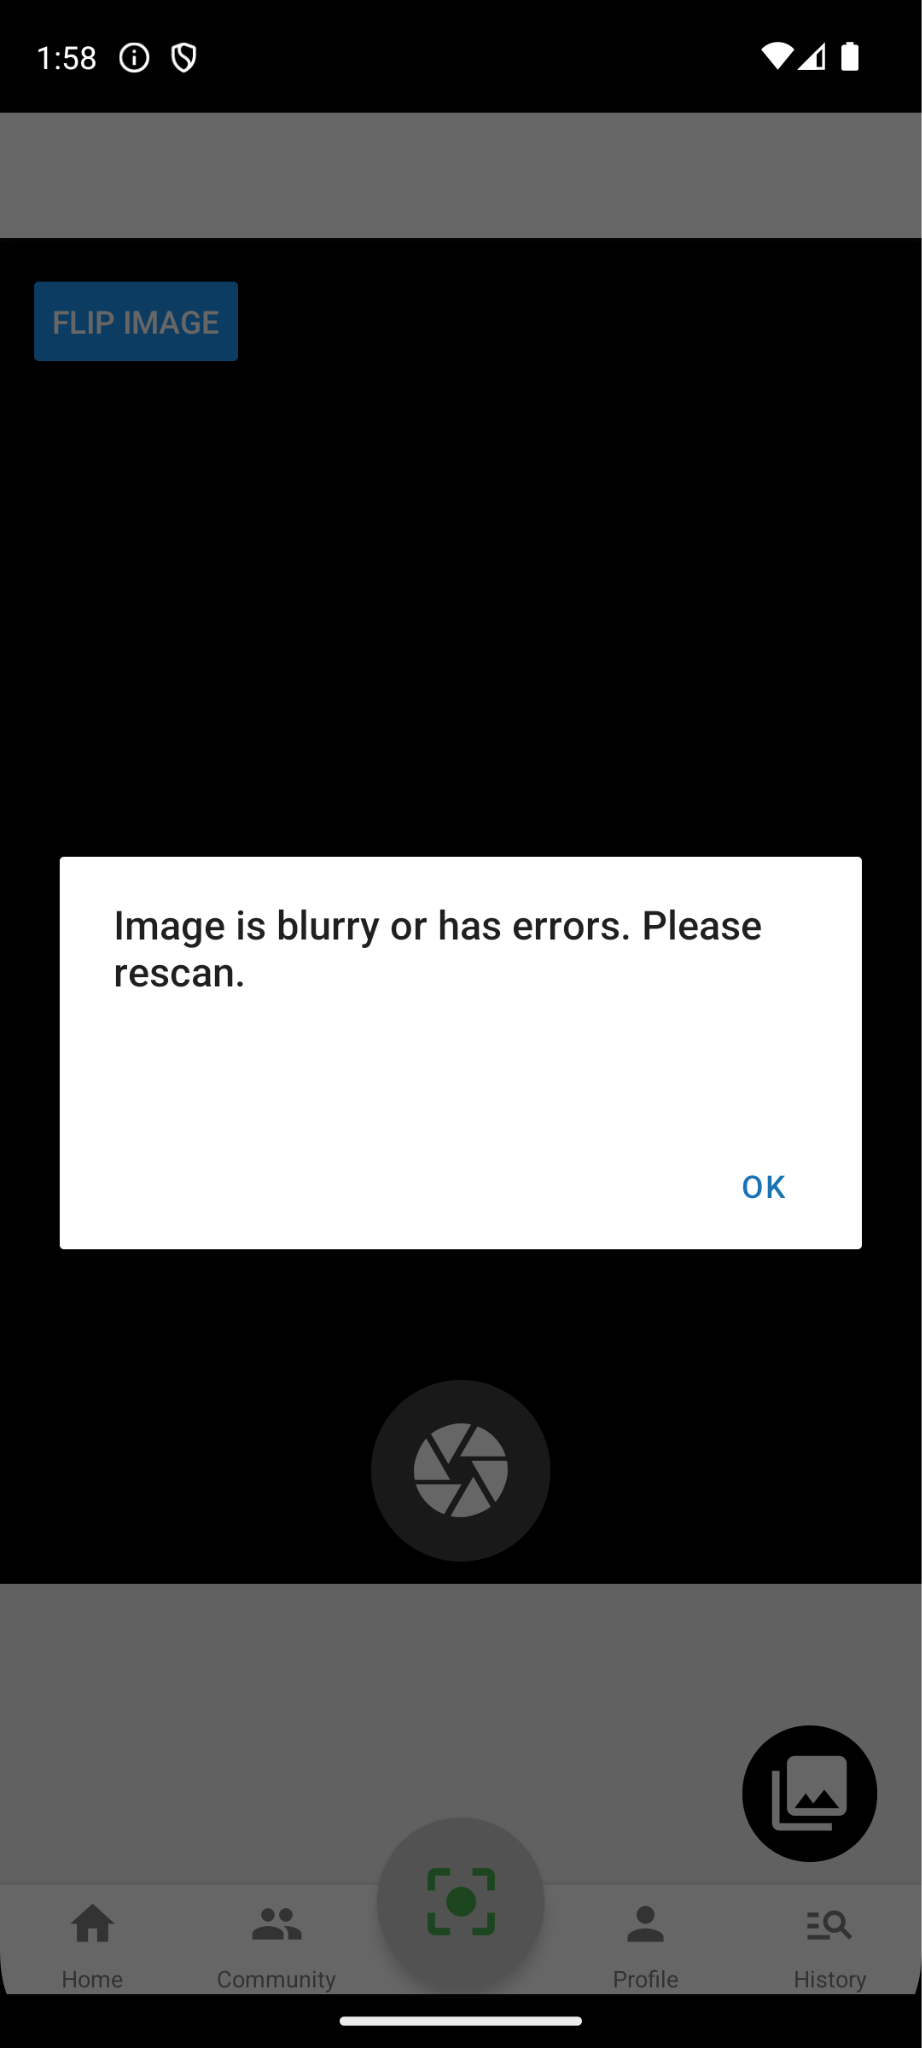 1:58
FLIP IMAGE
Image is blurry or has errors. Please
rescan.
OK
Home
Community
Profile
History